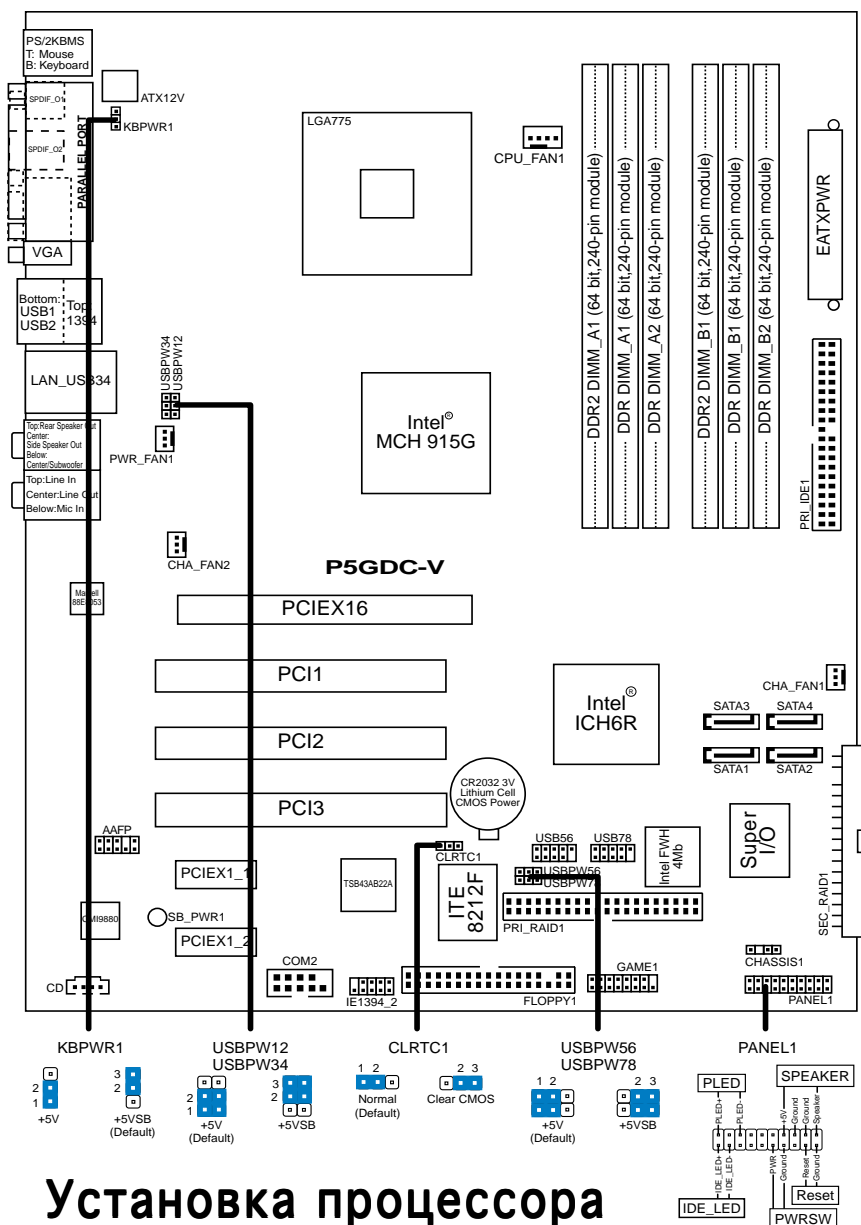 PS/2KBMS
T: Mouse
B: Keyboard
SPDIF_O1
SPDIF_O2
PARALLEL PORT
ATX12V
KBPWR1
LGA775
CPU_FAN1
DDR2 DIMM_A1 (64 bit,240-pin module)
DDR DIMM_A1 (64 bit,240-pin module)
DDR DIMM_A2 (64 bit,240-pin module)
DDR2 DIMM_B1 (64 bit,240-pin module)
DDR DIMM_B1 (64 bit,240-pin module)
DDR DIMM_B2 (64 bit,240-pin module)
EATXPWR
VGA
Bottom:
USB1
USB2
Top:
1394
LAN_USB34
USBPW34
USBPW12
PWR_FAN1
Top:Rear Speaker Out
Center:
Side Speaker Out
Below:
Center/Subwoofer
Top:Line In
Center:Line Out
Below:Mic In
Intel®
MCH 915G
PRI_IDE1
CHA_FAN2
P5GDC-V
88E8053
PCIEX16
PCI1
PCI2
PCI3
Intel®
ICH6R
CHA_FAN1
SATA3
SATA4
SATA1
SATA2
CR2032 3V
Lithium Cell
CMOS Power
AAFP
CLRTC1
USB56
USB78
Intel FWH
4Mb
Super
I/O
SEC_RAID1
PCIEX1_1
TSB43AB22A
ITE
8212F
USBPW56
USBPW78
PRI_RAID1
CMI9880
SB_PWR1
PCIEX1_2
COM2
CD
IE1394_2
FLOPPY1
GAME1
CHASSIS1
PANEL1
KBPWR1
2
1
+5V
3
2
+5VSB
(Default)
USBPW12
USBPW34
2
1
+5V
(Default)
3
2
+5VSB
CLRTC1
1 2
Normal
(Default)
2 3
Clear CMOS
USBPW56
USBPW78
1 2
+5V
(Default)
2 3
+5VSB
PANEL1
PLED
SPEAKER
PLED+
PLED-
+5V
Ground
Ground
Speaker
IDE_LED+
IDE_LED-
PWR
Ground
Reset
Ground
IDE_LED
Reset
PWRSW
Установка процессора